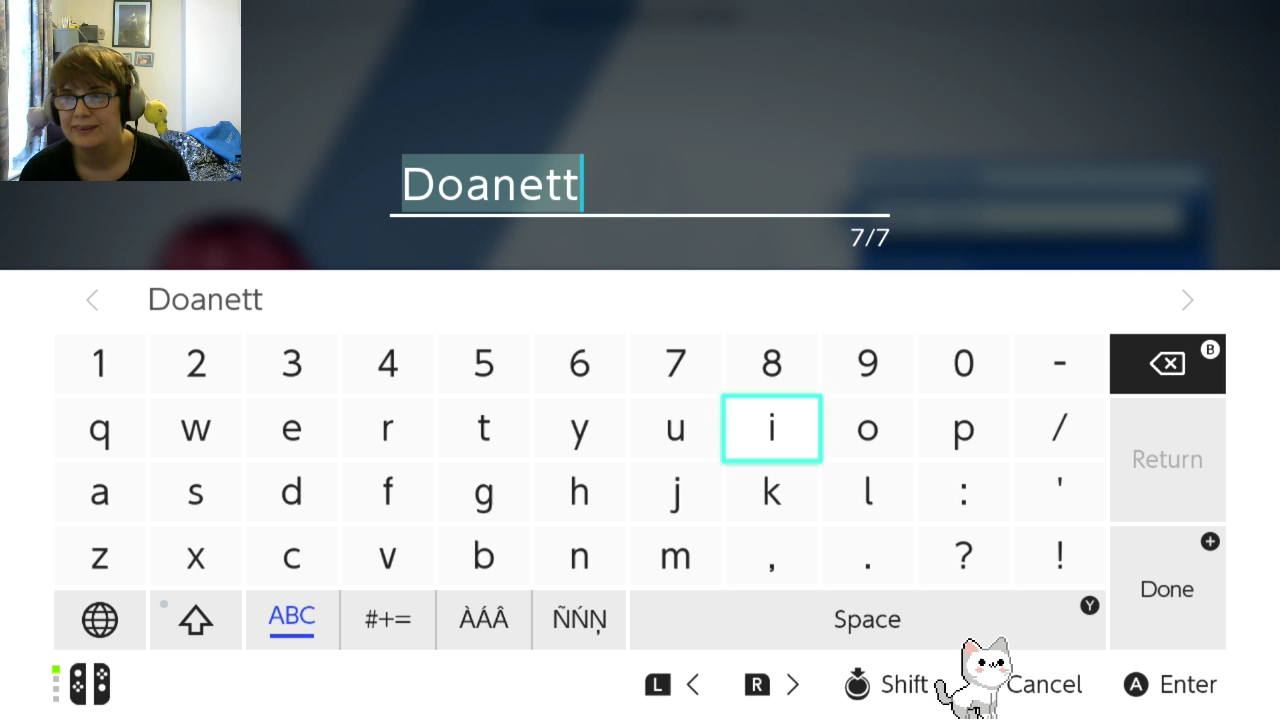 Doanett
7/7
Doanett
1 2 3 4 5 6 7 8 9 0 - B
q w e r t y u i o p /
Return
a s d f g h j k l : '
z x c v b n m , . ? !
+
Done
ABC #+= ÀÁÂ ÑŃŅ Space Y
L R Shift Cancel A Enter